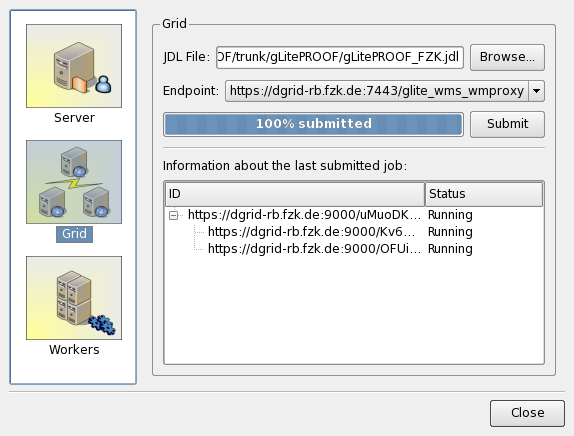 Server
Grid
Workers
Grid
JDL File: OF/trunk/gLitePROOF/gLitePROOF_FZK.jdl Browse...
Endpoint: https://dgrid-rb.fzk.de:7443/glite_wms_wmproxy
100% submitted Submit
Information about the last submitted job:
ID Status
https://dgrid-rb.fzk.de:9000/uMuoDK... Running
https://dgrid-rb.fzk.de:9000/Kv6... Running
https://dgrid-rb.fzk.de:9000/OFUi... Running
Close